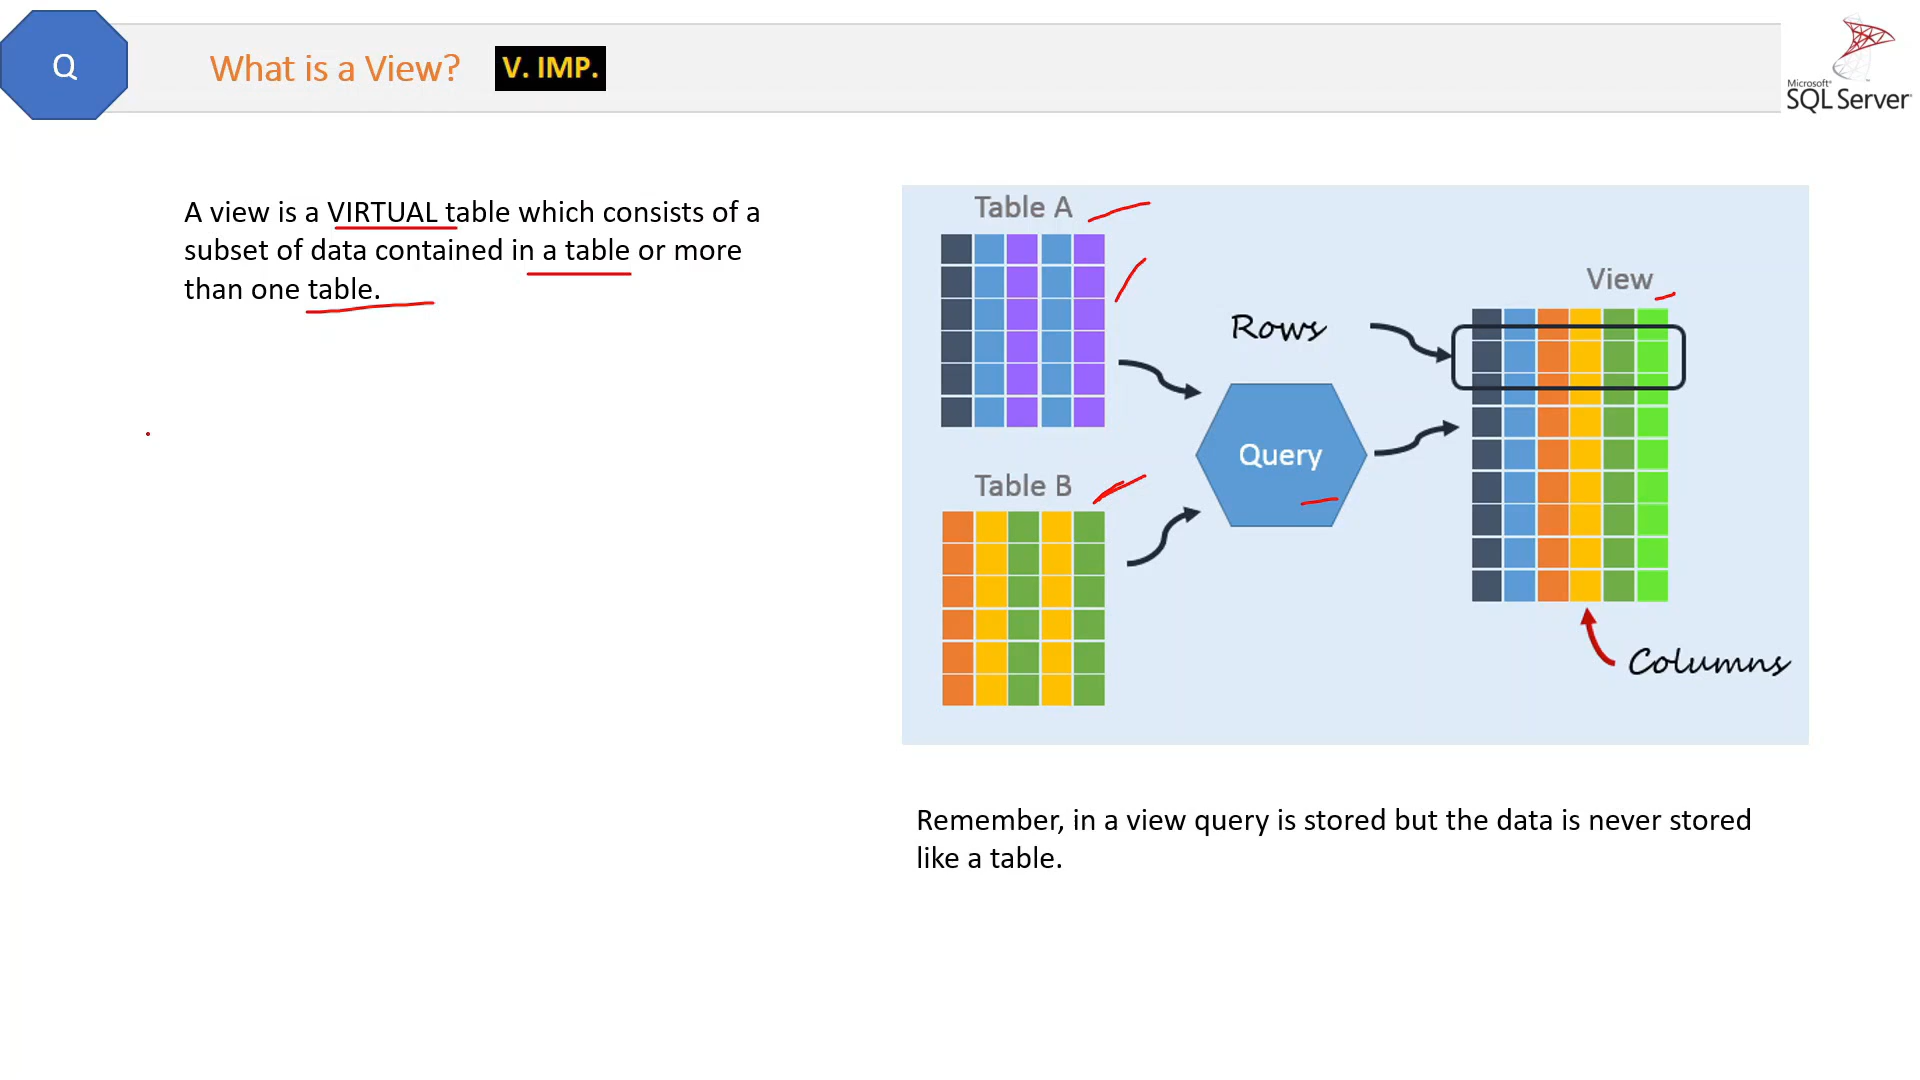 Q
What is a View?
V. IMP.
Microsoft®
SQL Server®
A view is a VIRTUAL table which consists of a
subset of data contained in a table or more
than one table.
Table A
View
Rows
Query
Table B
Columns
Remember, in a view query is stored but the data is never stored
like a table.